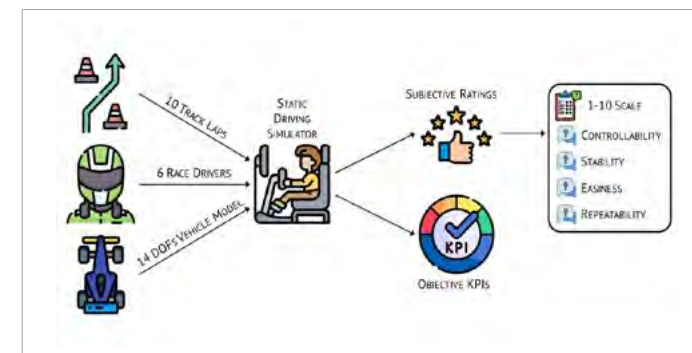 10 TRACK LAPS
6 RACE DRIVERS
14 DOFS VEHICLE MODEL
STATIC
DRIVING
SIMULATOR
SUBJECTIVE RATINGS
KPI
OBJECTIVE KPIS
1-10 SCALE
CONTROLLABILITY
STABILITY
EASINESS
REPEATABILITY